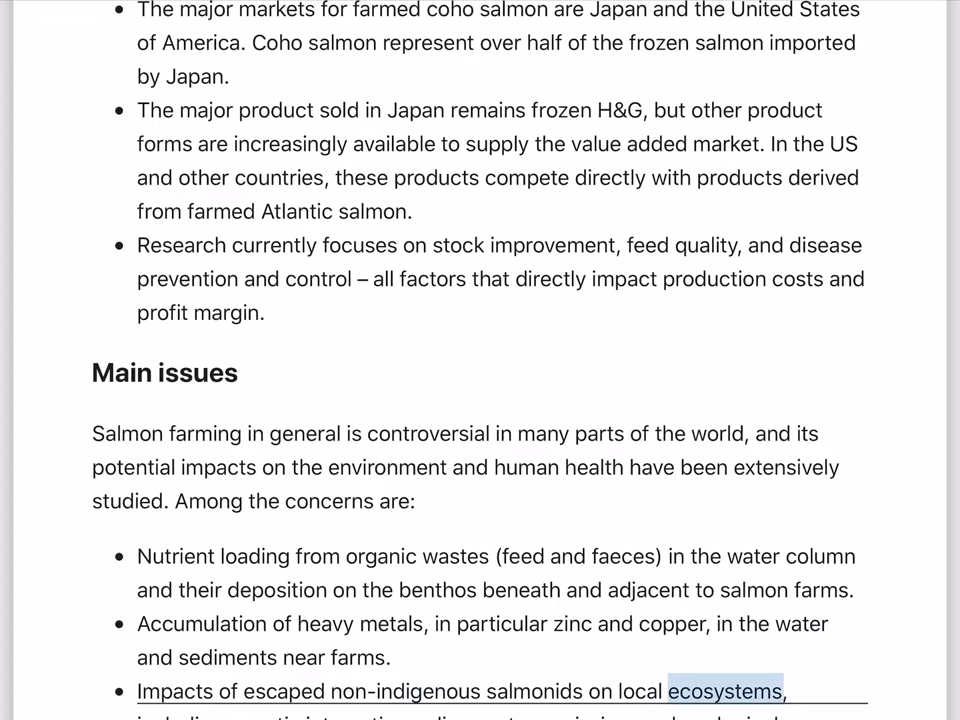 • The major markets for farmed coho salmon are Japan and the United States
of America. Coho salmon represent over half of the frozen salmon imported
by Japan.
• The major product sold in Japan remains frozen H&G, but other product
forms are increasingly available to supply the value added market. In the US
and other countries, these products compete directly with products derived
from farmed Atlantic salmon.
• Research currently focuses on stock improvement, feed quality, and disease
prevention and control – all factors that directly impact production costs and
profit margin.
Main issues
Salmon farming in general is controversial in many parts of the world, and its
potential impacts on the environment and human health have been extensively
studied. Among the concerns are:
• Nutrient loading from organic wastes (feed and faeces) in the water column
and their deposition on the benthos beneath and adjacent to salmon farms.
• Accumulation of heavy metals, in particular zinc and copper, in the water
and sediments near farms.
• Impacts of escaped non-indigenous salmonids on local ecosystems,